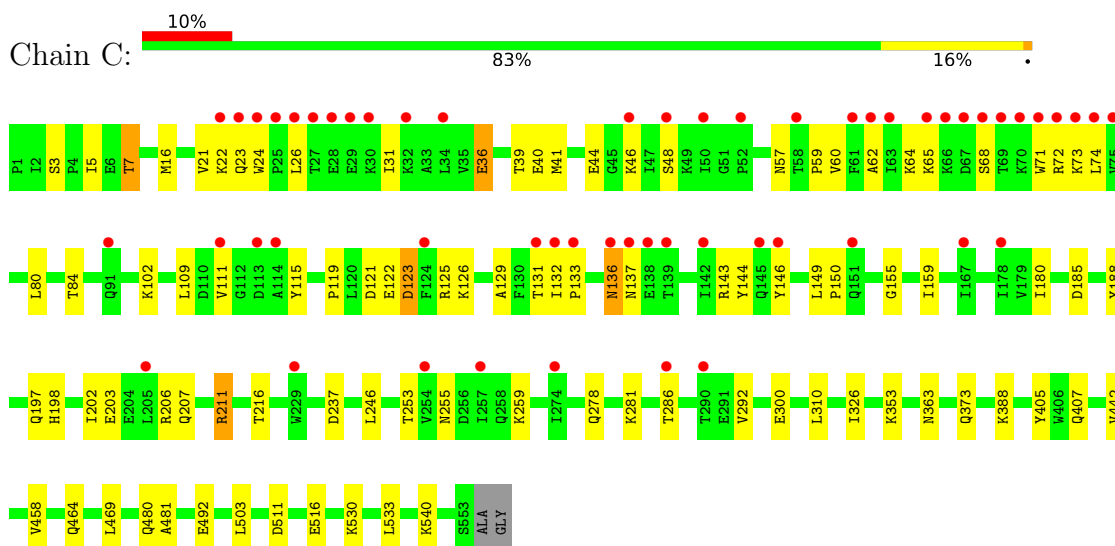 10%
Chain C:
83% 16% •
P1 I2 S3 P4 I5 E6 T7 M16 V21 K22 Q23 W24 P25 L26 T27 E28 E29 K30 I31 K32 A33 L34 V35 E36 T39 E40 M41 E44 G45 K46 I47 S48 K49 I50 G51 P52 N57 T58 P59 V60 F61 A62 I63 K64 K65 K66 D67 S68 T69 K70 W71 R72 K73 L74 V75
L80 T84 Q91 K102 L109 D110 V111 G112 D113 A114 Y115 P119 L120 D121 E122 D123 F124 R125 K126 A129 F130 T131 I132 P133 N136 N137 E138 T139 I142 R143 Y144 Q145 Y146 L149 P150 Q151 G155 I159 I167 I178 V179 I180 D185 Y188
Q197 H198 I202 E203 E204 L205 R206 Q207 R211 T216 W229 D237 L246 T253 V254 N255 D256 I257 Q258 K259 I274 Q278 K281 T286 T290 E291 V292 E300 L310 I326 K353 N363 Q373 K388 Y405 W406 Q407
V458 Q464 L469 Q480 A481 E492 L503 D511 E516 K530 L533 K540 S553 ALA GLY